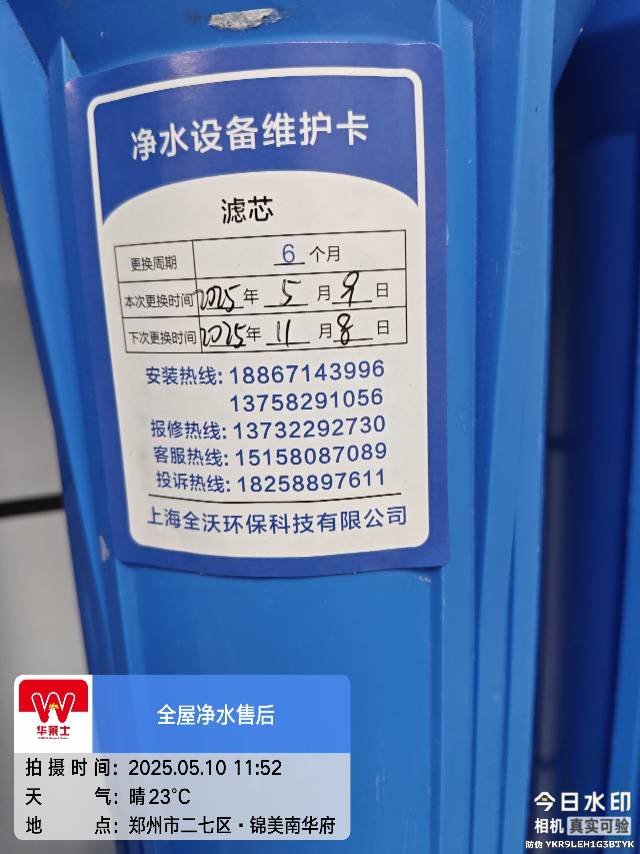 净水设备维护卡
滤芯
更换周期 6 个月
本次更换时间 2025 年 5 月 9 日
下次更换时间 2025 年 11 月 8 日
安装热线: 18867143996
13758291056
报修热线: 13732292730
客服热线: 15158087089
投诉热线: 18258897611
上海全沃环保科技有限公司
华莱士
全屋净水售后
拍摄时间: 2025.05.10 11:52
天气: 晴 23°C
地点: 郑州市二七区·锦美南华府
今日水印
相机 真实可验
防伪 YKR9LEH1G3BTYK